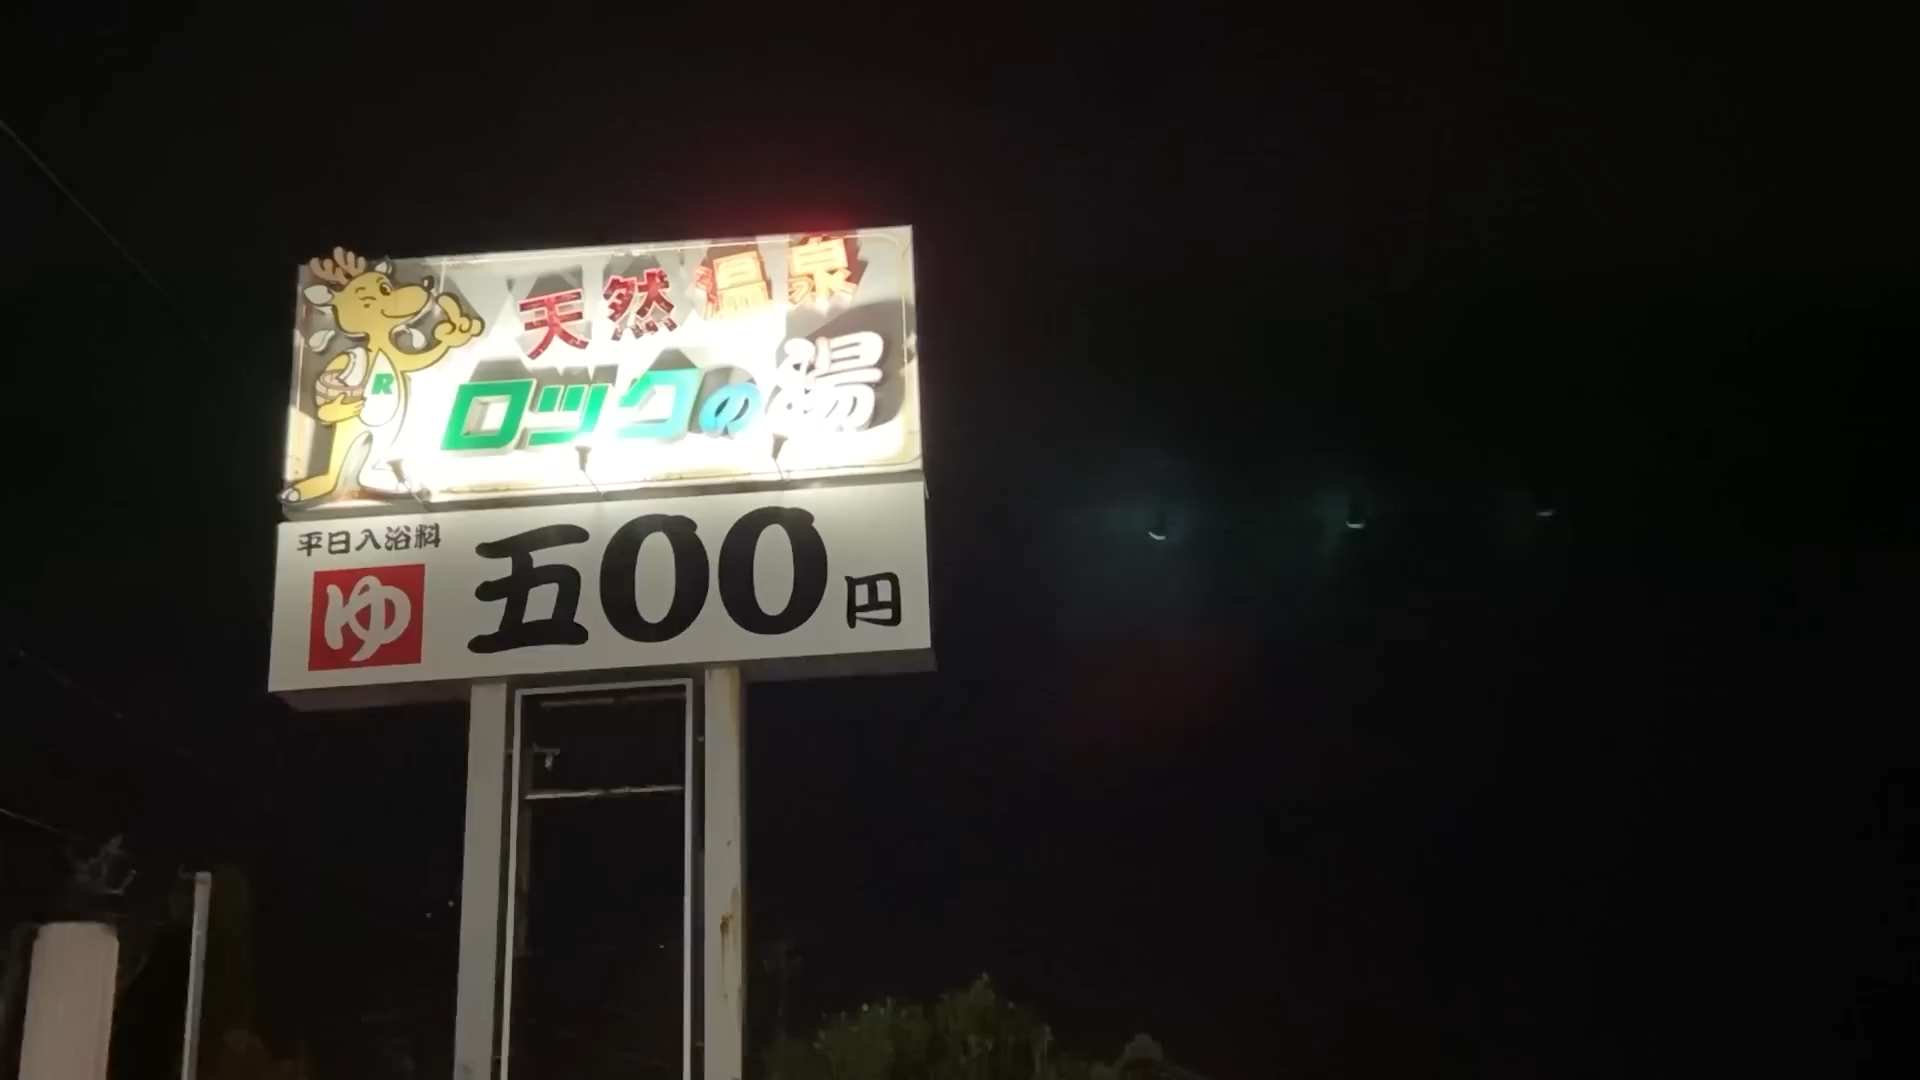 天然温泉
ロックの湯
R
平日入浴料
ゆ
五00円